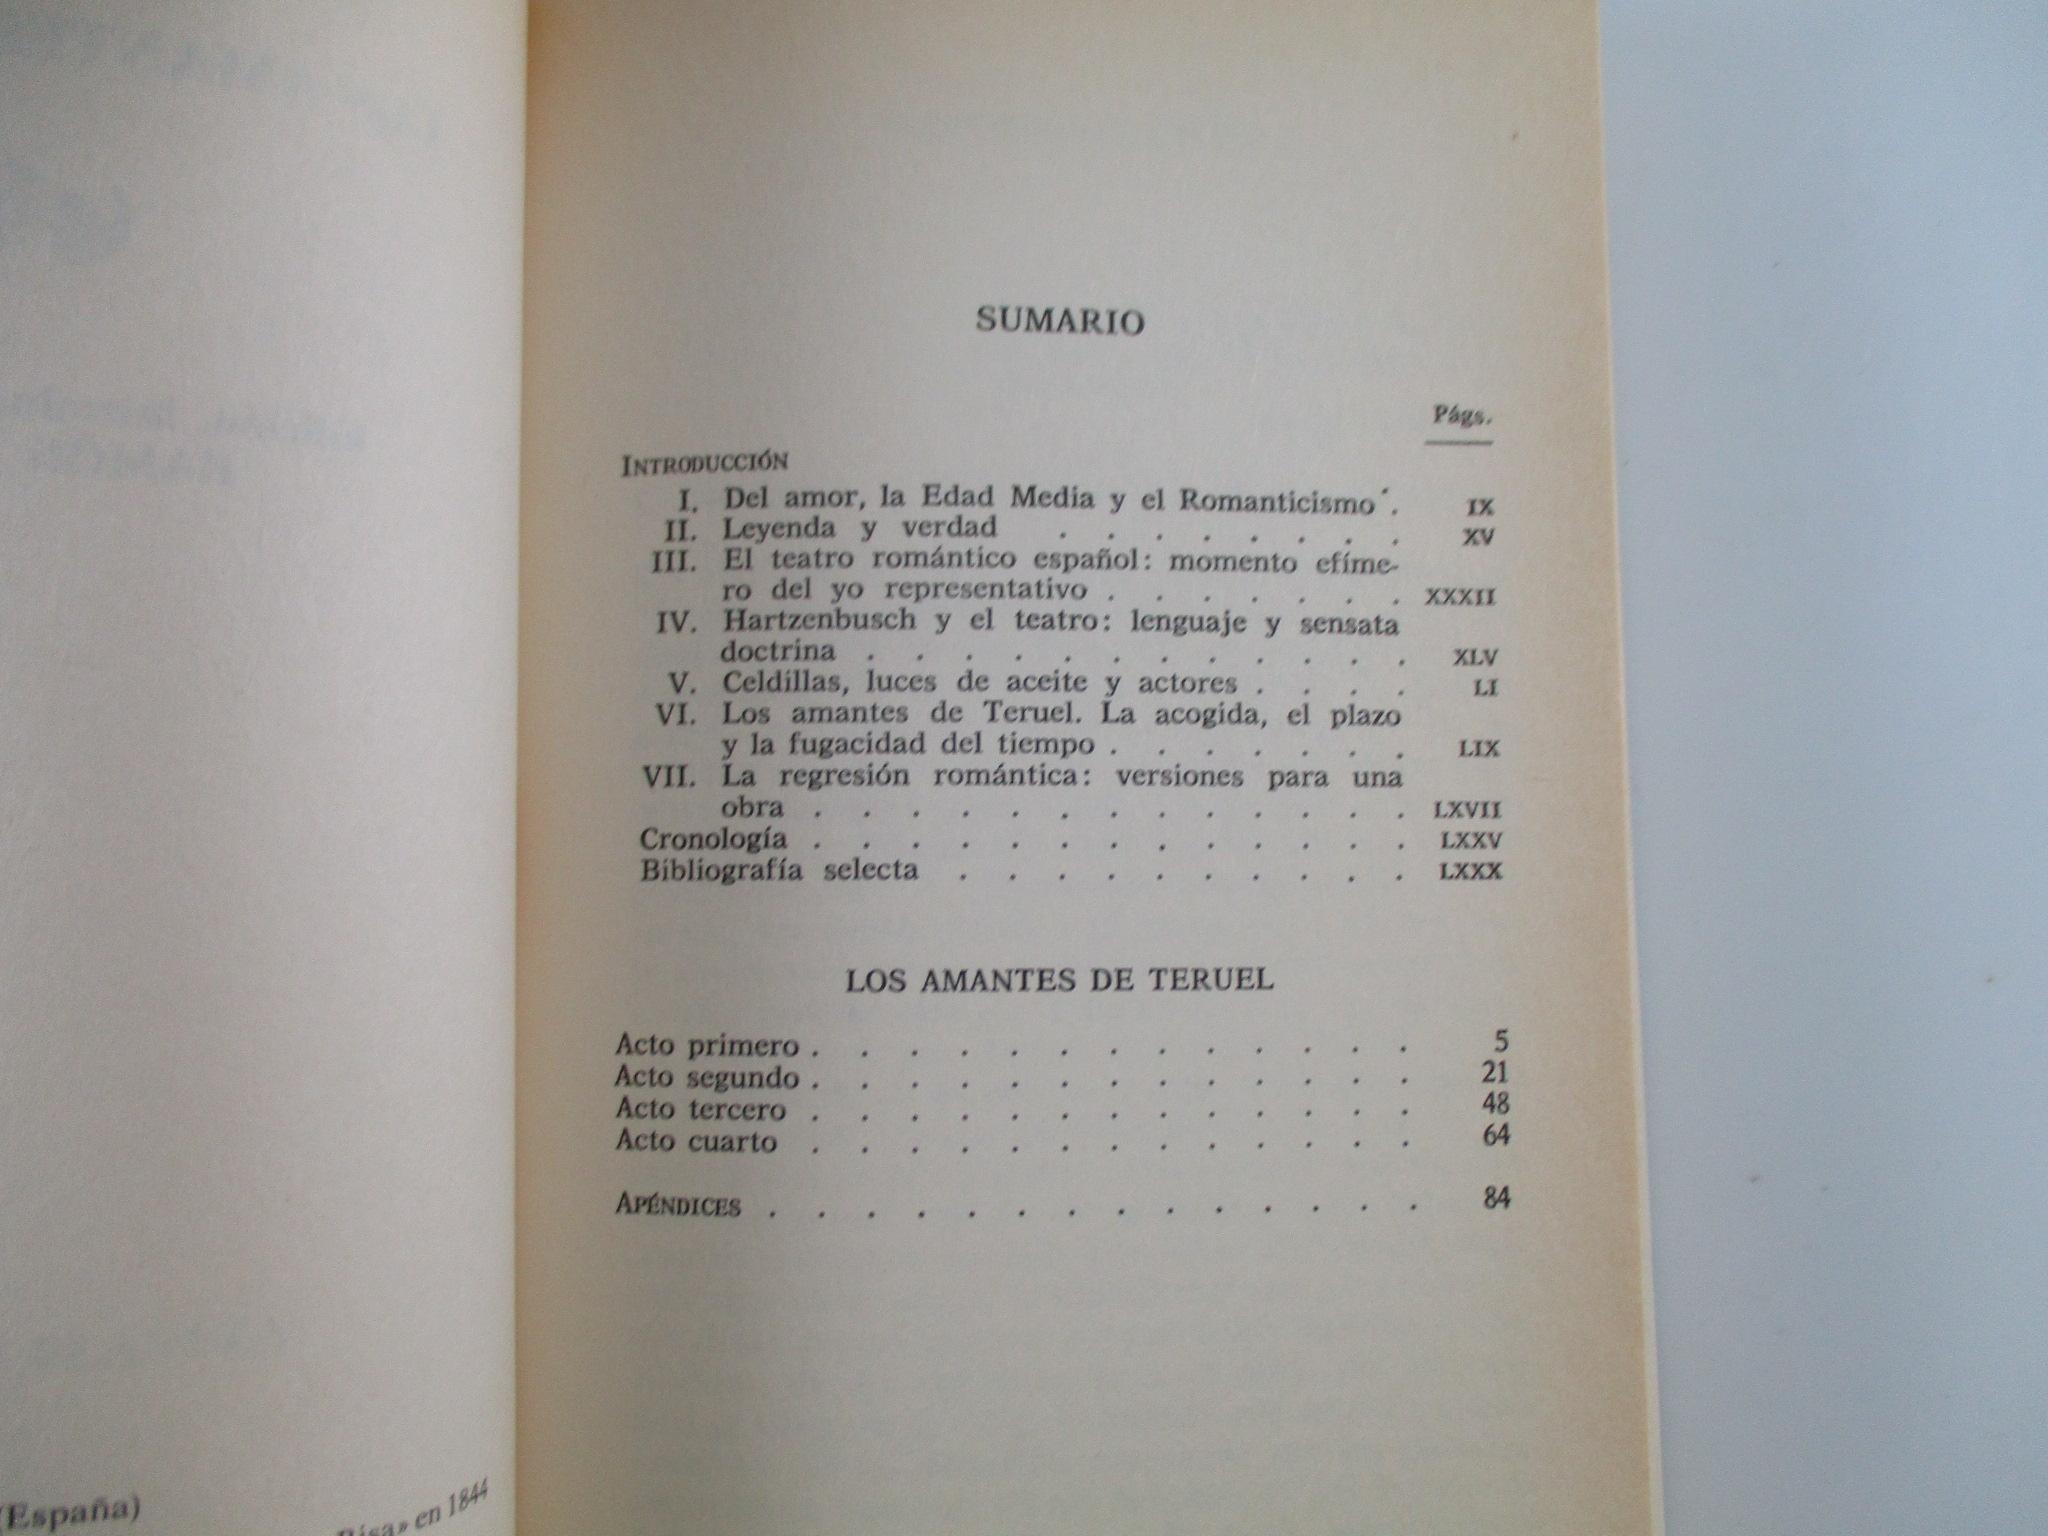 (España)
en 1844
SUMARIO
Págs.
INTRODUCCIÓN
I. Del amor, la Edad Media y el Romanticismo . IX
II. Leyenda y verdad . . . . . . . . XV
III. El teatro romántico español: momento efíme-
ro del yo representativo . . . . . . . XXXII
IV. Hartzenbusch y el teatro: lenguaje y sensata
doctrina . . . . . . . . . . . . XLV
V. Celdillas, luces de aceite y actores . . . . LI
VI. Los amantes de Teruel. La acogida, el plazo
y la fugacidad del tiempo . . . . . . . LIX
VII. La regresión romántica: versiones para una
obra . . . . . . . . . . . . . LXVII
Cronología . . . . . . . . . . . . . LXXV
Bibliografía selecta . . . . . . . . . . LXXX
LOS AMANTES DE TERUEL
Acto primero . . . . . . . . . . . . . 5
Acto segundo . . . . . . . . . . . . . 21
Acto tercero . . . . . . . . . . . . . 48
Acto cuarto . . . . . . . . . . . . . 64
APÉNDICES . . . . . . . . . . . . . . 84